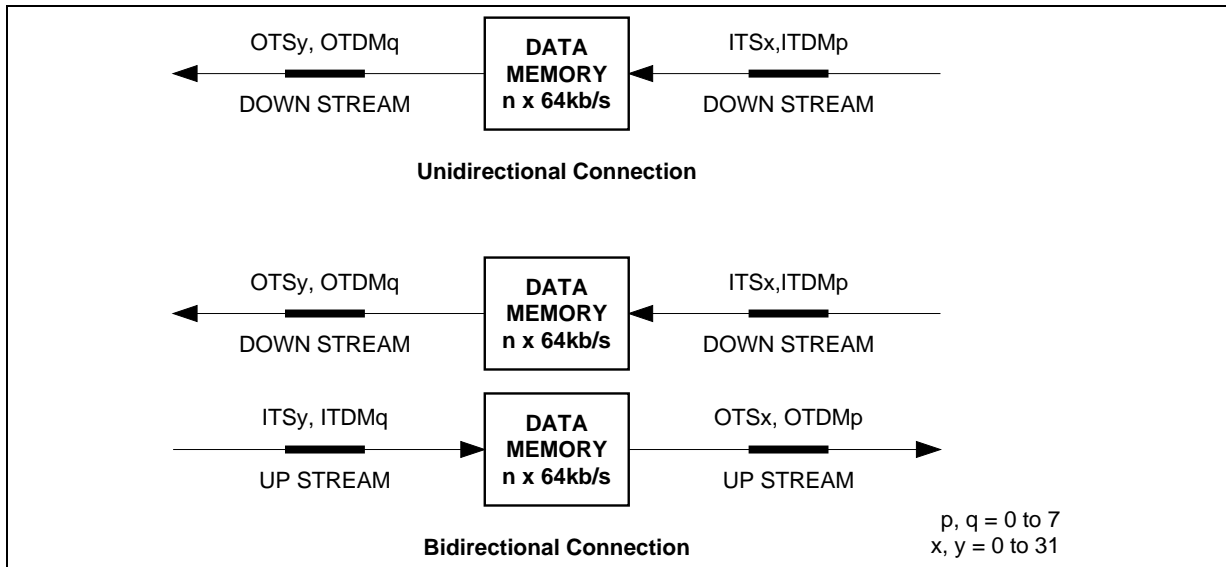 OTSy, OTDMq
DOWN STREAM
DATA
MEMORY
n x 64kb/s
ITSx,ITDMp
DOWN STREAM
Unidirectional Connection
OTSy, OTDMq
DOWN STREAM
DATA
MEMORY
n x 64kb/s
ITSx,ITDMp
DOWN STREAM
ITSy, ITDMq
UP STREAM
DATA
MEMORY
n x 64kb/s
OTSx, OTDMp
UP STREAM
Bidirectional Connection
p, q = 0 to 7
x, y = 0 to 31